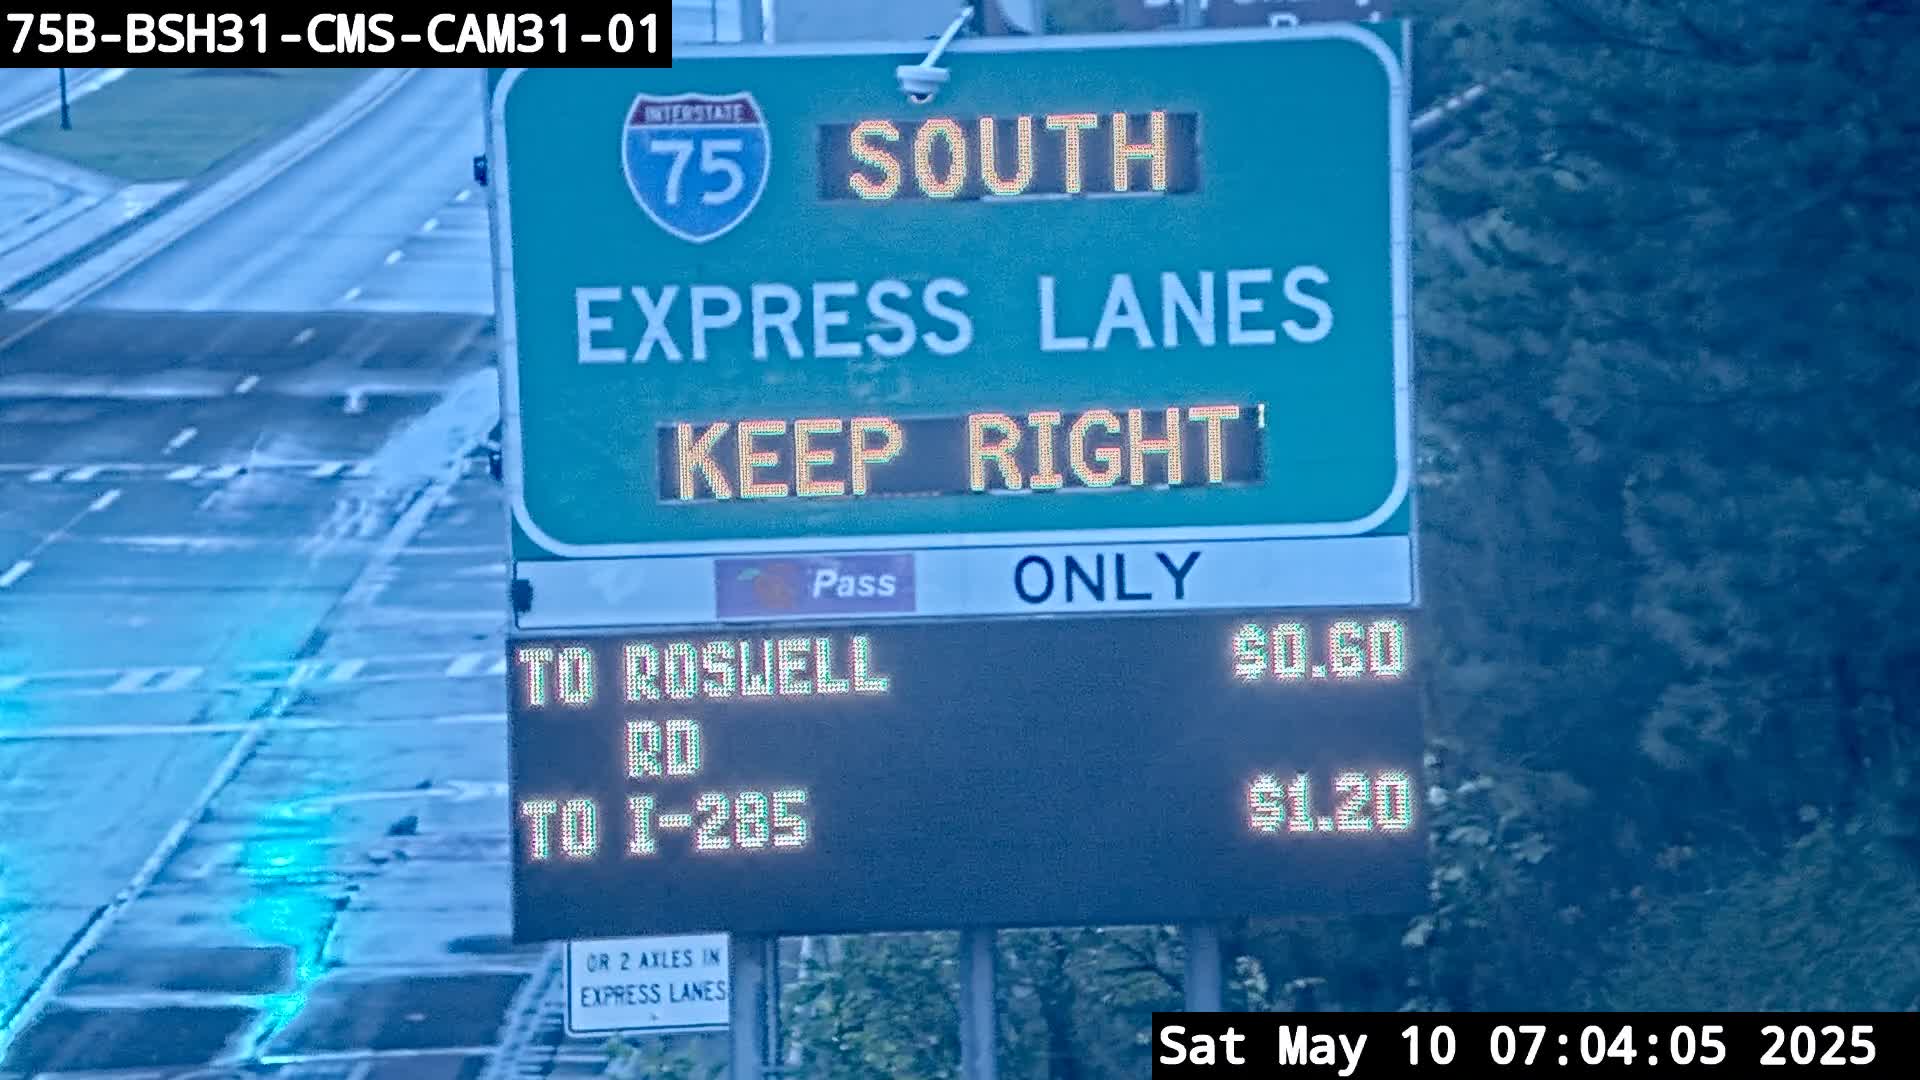 75B-BSH31-CMS-CAM31-01
INTERSTATE
75
SOUTH
EXPRESS LANES
KEEP RIGHT
Pass ONLY
TO ROSWELL $0.60
RD
TO I-285 $1.20
OR 2 AXLES IN
EXPRESS LANES
Sat May 10 07:04:05 2025